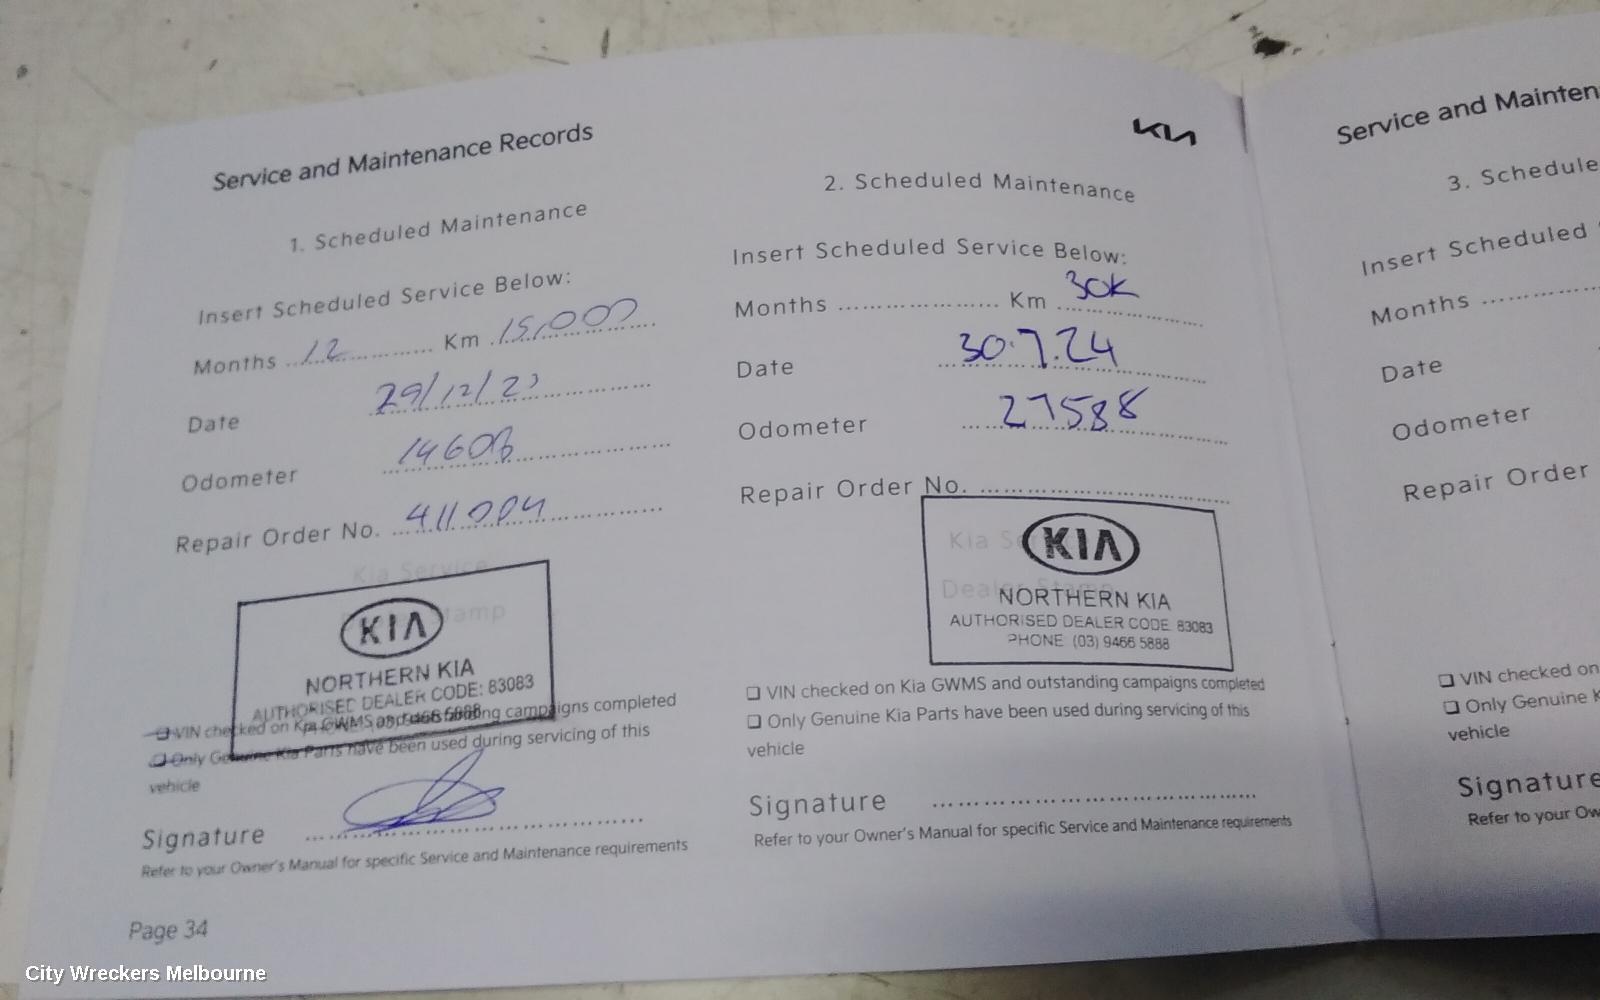 Service and Maintenance Records
1. Scheduled Maintenance
Insert Scheduled Service Below:
Months 12 Km 15,000
Date 29/12/23
Odometer 14603
Repair Order No. 411004
Kia Service
Stamp
KIA
NORTHERN KIA
AUTHORISED DEALER CODE: 83083
VIN checked on Kia GWMS and outstanding campaigns completed
Only Genuine Kia Parts have been used during servicing of this
vehicle
Signature
Refer to your Owner's Manual for specific Service and Maintenance requirements
Page 34
KIA
2. Scheduled Maintenance
Insert Scheduled Service Below:
Months Km 30K
Date 30.7.24
Odometer 27588
Repair Order No.
Kia
Dealer Stamp
KIA
NORTHERN KIA
AUTHORISED DEALER CODE 83083
PHONE: (03) 9466 5888
VIN checked on Kia GWMS and outstanding campaigns completed
Only Genuine Kia Parts have been used during servicing of this
vehicle
Signature
Refer to your Owner's Manual for specific Service and Maintenance requirements
Service and Mainten
3. Schedule
Insert Scheduled
Months
Date
Odometer
Repair Order
VIN checked on
Only Genuine K
vehicle
Signature
Refer to your Ow
City Wreckers Melbourne